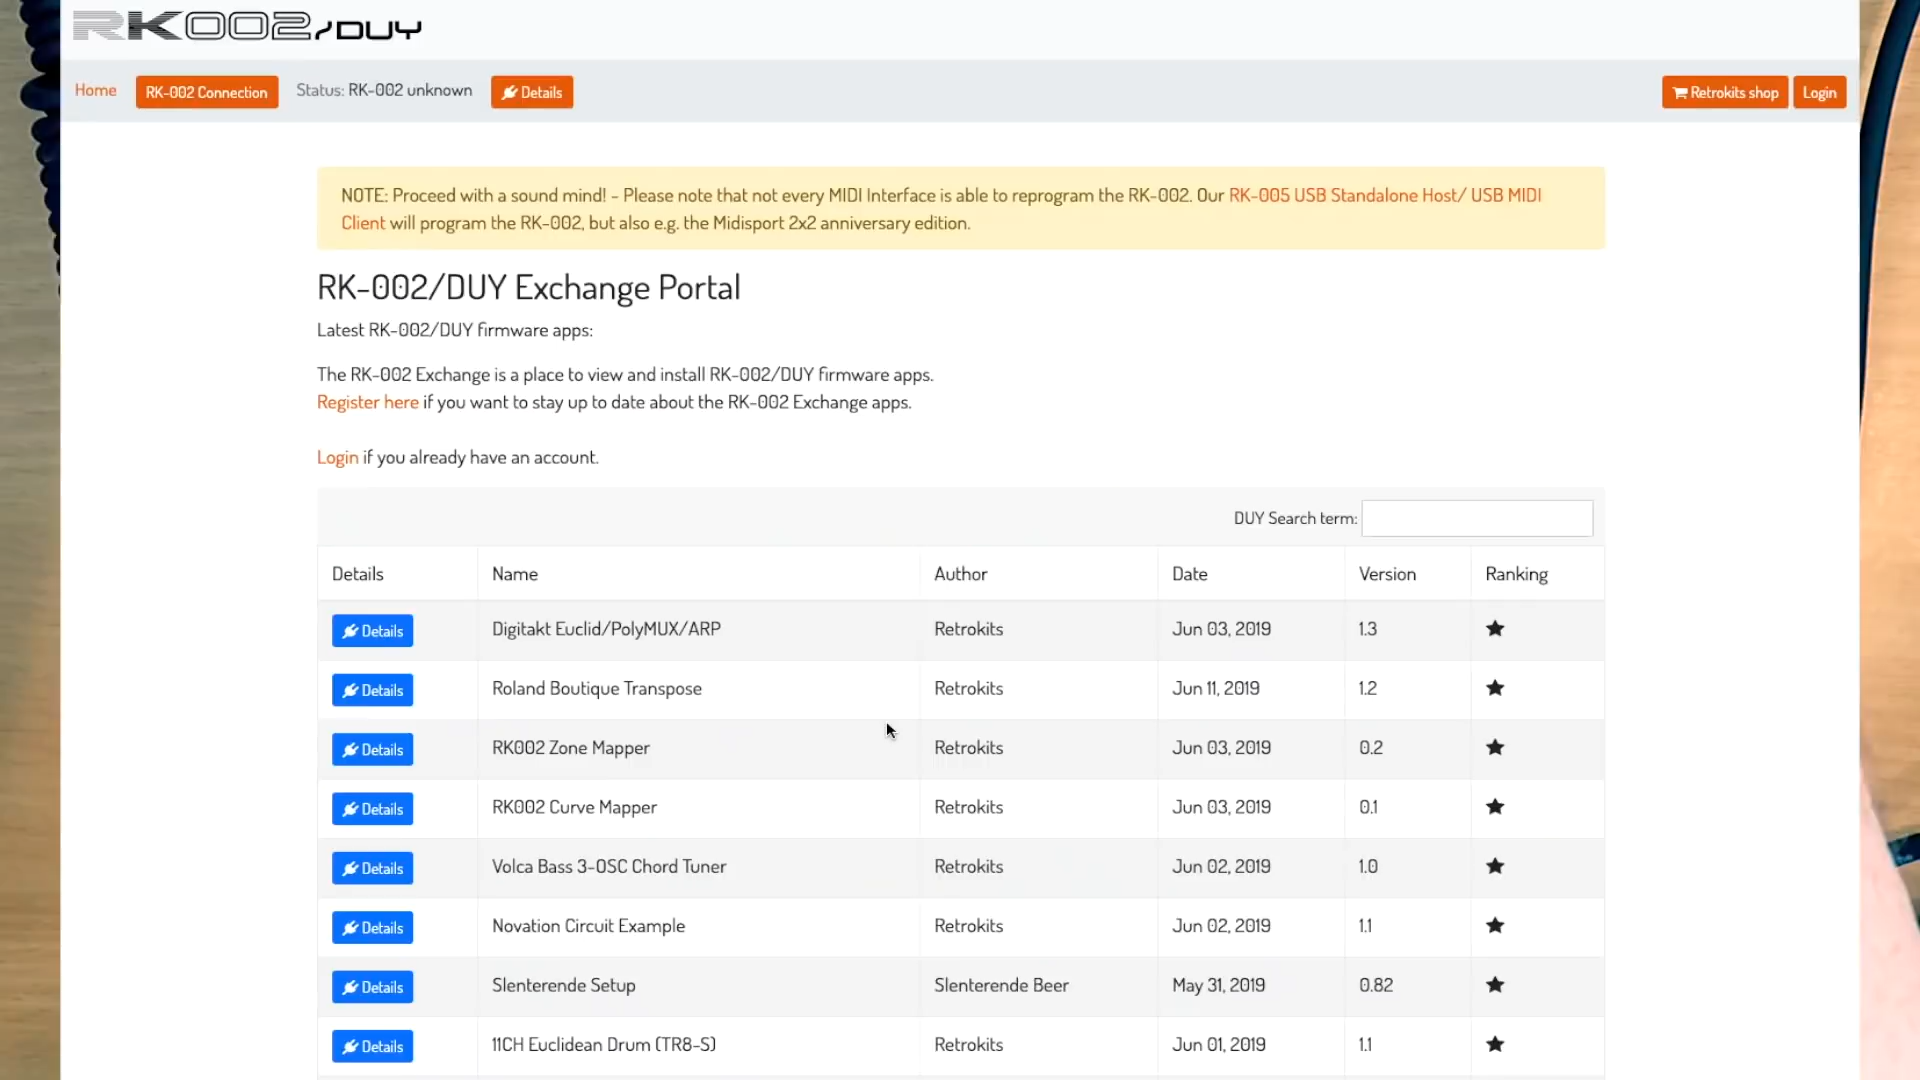 RK002/DUY
Home RK-002 Connection Status: RK-002 unknown Details Retrokits shop Login
NOTE: Proceed with a sound mind! - Please note that not every MIDI Interface is able to reprogram the RK-002. Our RK-005 USB Standalone Host/ USB MIDI
Client will program the RK-002, but also e.g. the Midisport 2x2 anniversary edition.
RK-002/DUY Exchange Portal
Latest RK-002/DUY firmware apps:
The RK-002 Exchange is a place to view and install RK-002/DUY firmware apps.
Register here if you want to stay up to date about the RK-002 Exchange apps.
Login if you already have an account.
DUY Search term:
Details Name Author Date Version Ranking
Details Digitakt Euclid/PolyMUX/ARP Retrokits Jun 03, 2019 1.3
Details Roland Boutique Transpose Retrokits Jun 11, 2019 1.2
Details RK002 Zone Mapper Retrokits Jun 03, 2019 0.2
Details RK002 Curve Mapper Retrokits Jun 03, 2019 0.1
Details Volca Bass 3-OSC Chord Tuner Retrokits Jun 02, 2019 1.0
Details Novation Circuit Example Retrokits Jun 02, 2019 1.1
Details Slenterende Setup Slenterende Beer May 31, 2019 0.82
Details 11CH Euclidean Drum (TR8-S) Retrokits Jun 01, 2019 1.1